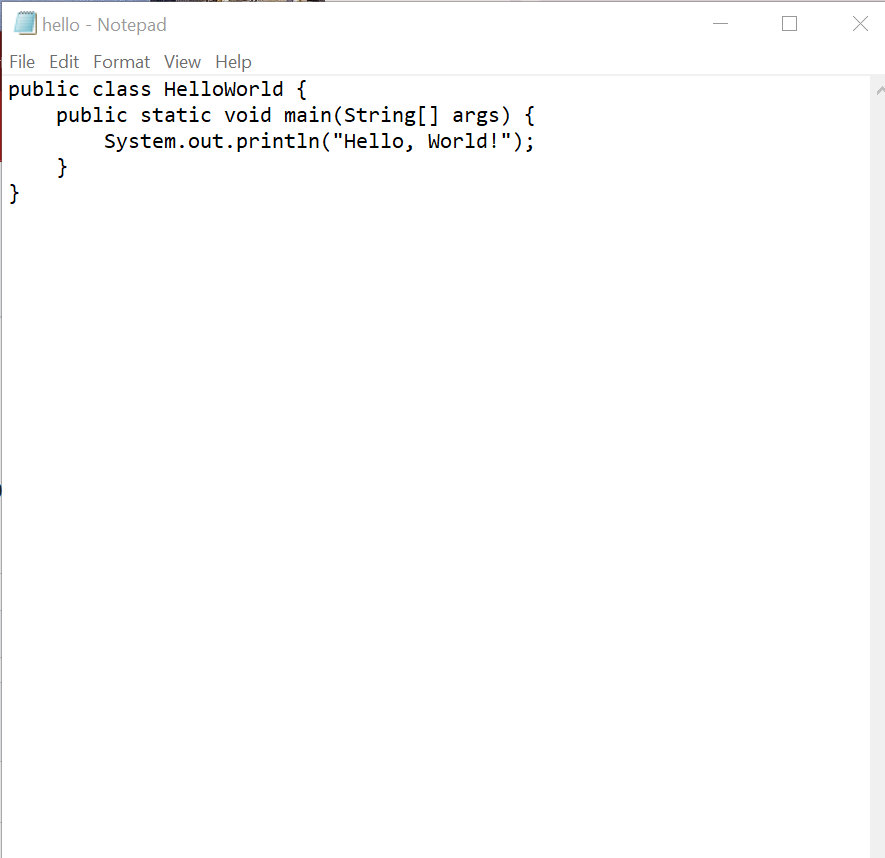 hello - Notepad
File Edit Format View Help
public class HelloWorld {
    public static void main(String[] args) {
        System.out.println("Hello, World!");
    }
}